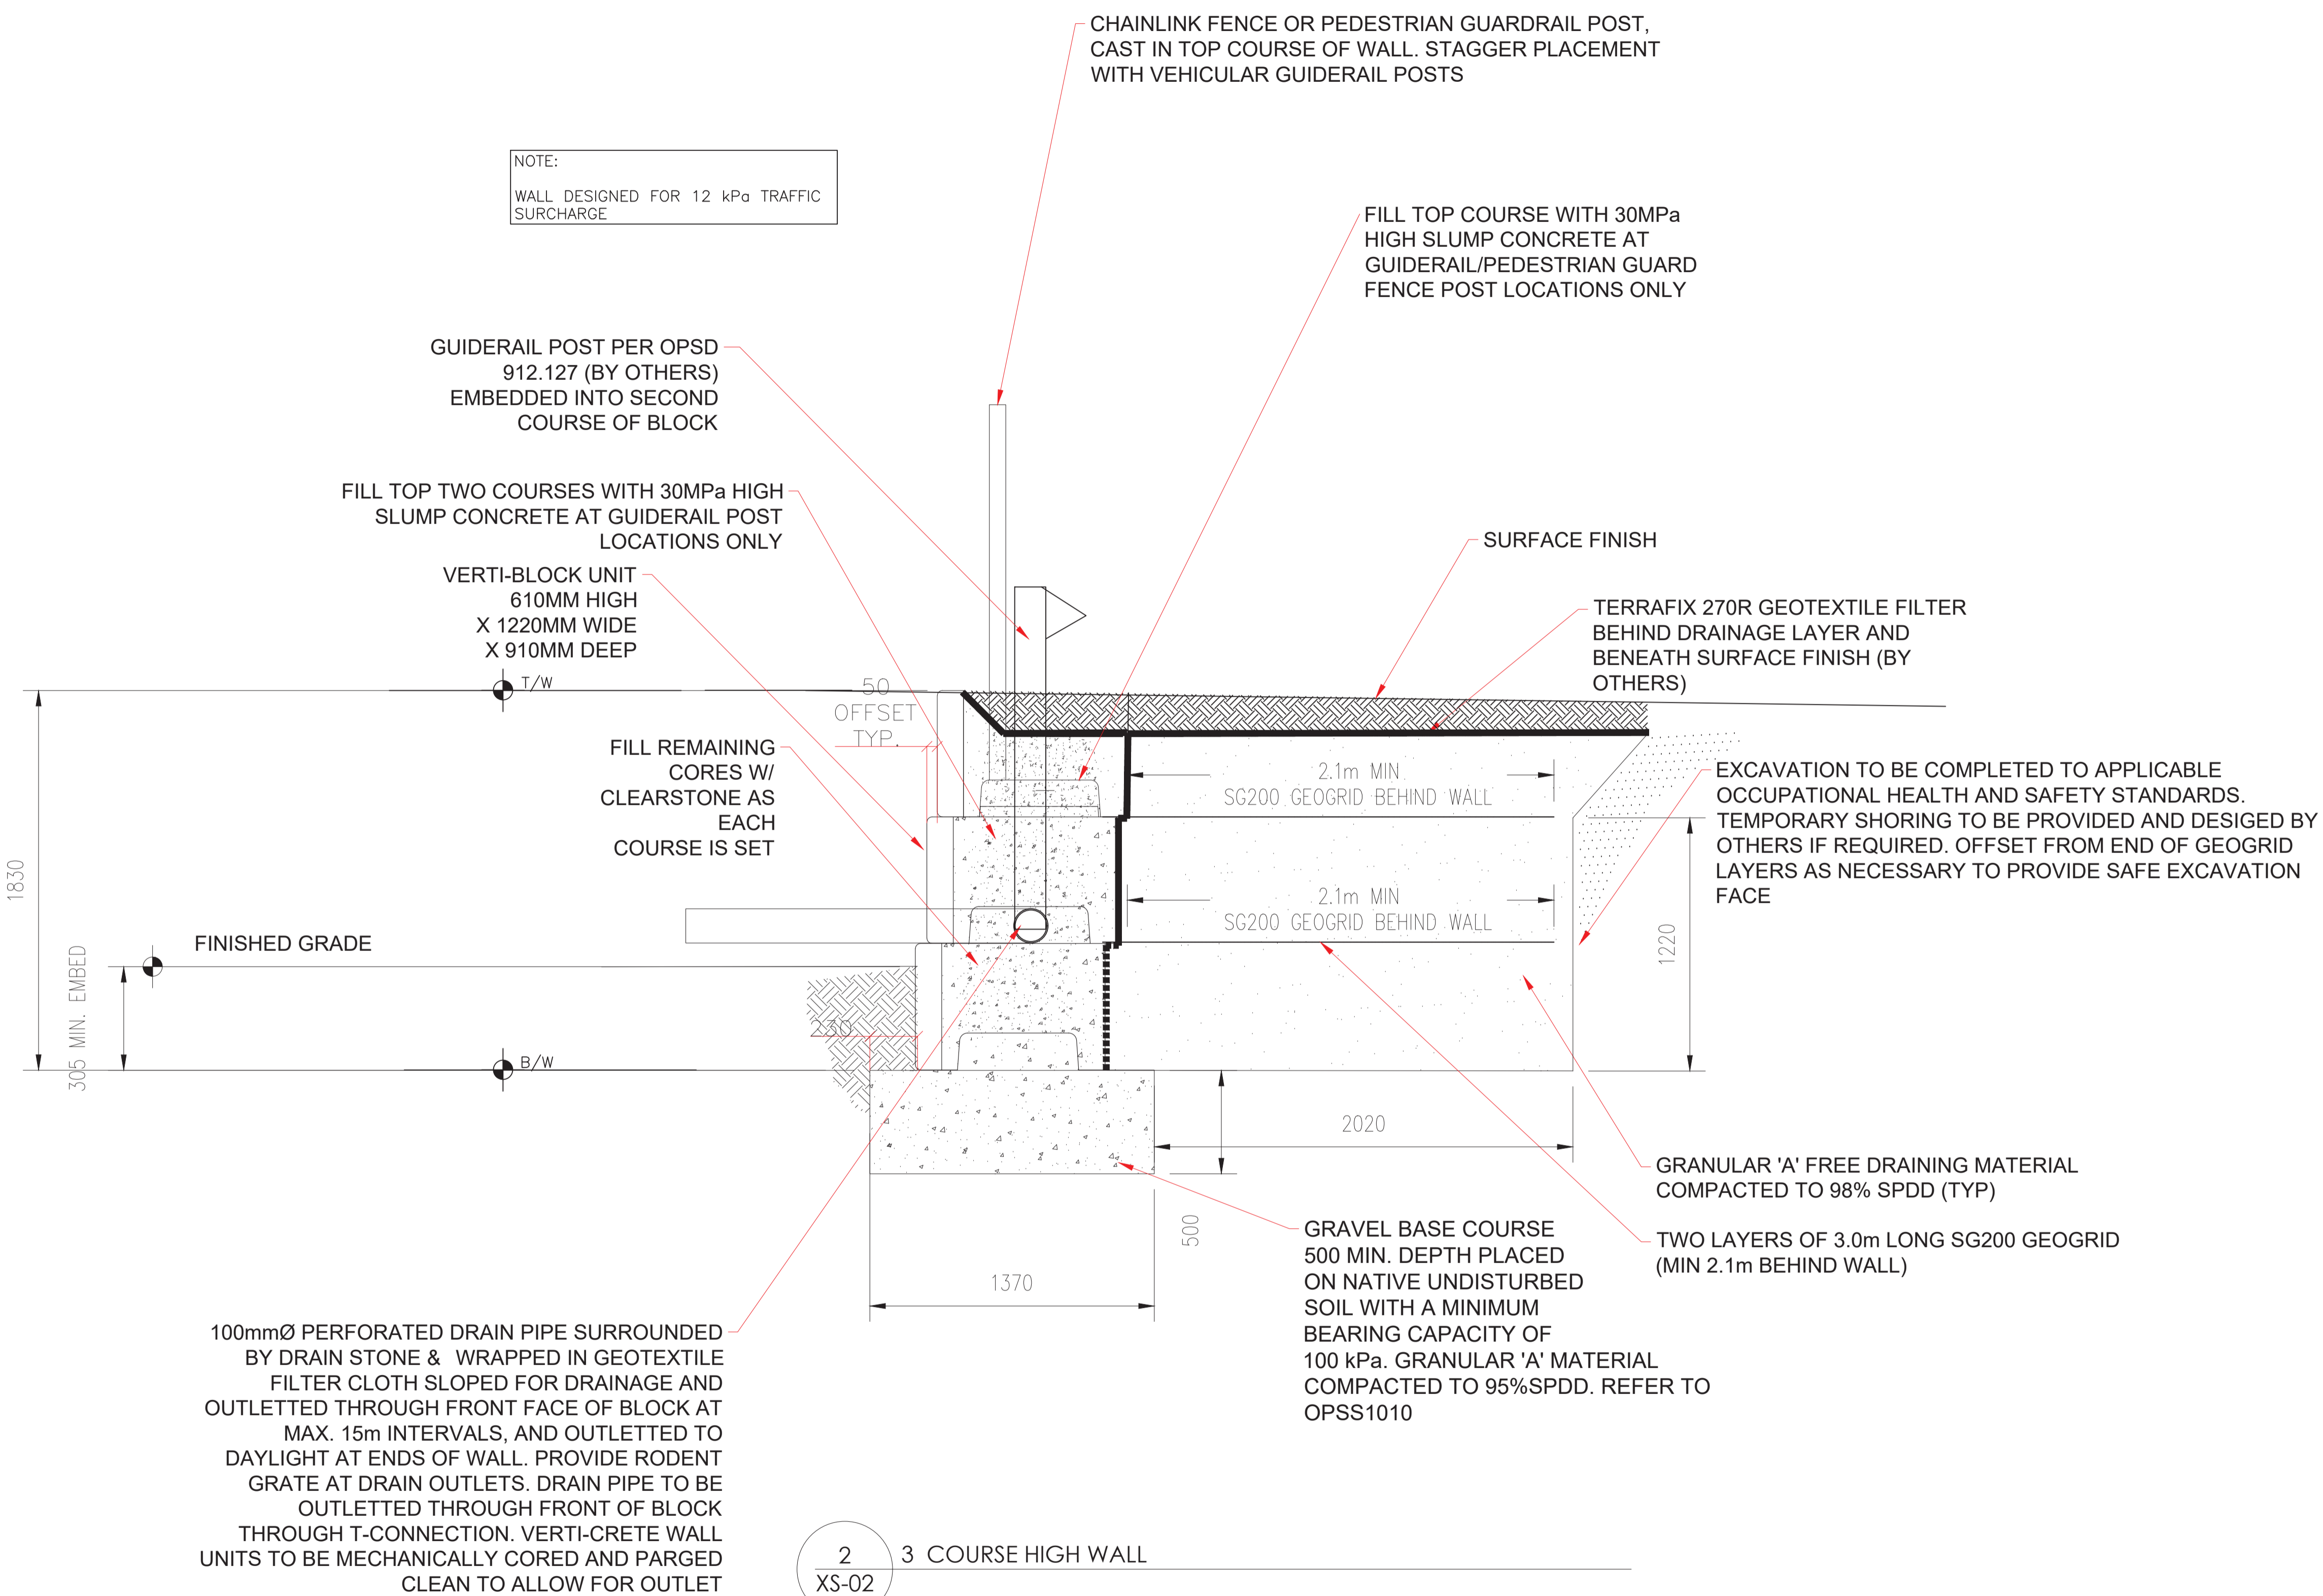 CHAINLINK FENCE OR PEDESTRIAN GUARDRAIL POST,
CAST IN TOP COURSE OF WALL. STAGGER PLACEMENT
WITH VEHICULAR GUIDERAIL POSTS
NOTE:
WALL DESIGNED FOR 12 kPa TRAFFIC
SURCHARGE
FILL TOP COURSE WITH 30MPa
HIGH SLUMP CONCRETE AT
GUIDERAIL/PEDESTRIAN GUARD
FENCE POST LOCATIONS ONLY
GUIDERAIL POST PER OPSD
912.127 (BY OTHERS)
EMBEDDED INTO SECOND
COURSE OF BLOCK
FILL TOP TWO COURSES WITH 30MPa HIGH
SLUMP CONCRETE AT GUIDERAIL POST
LOCATIONS ONLY
SURFACE FINISH
VERTI-BLOCK UNIT
610MM HIGH
X 1220MM WIDE
X 910MM DEEP
TERRAFIX 270R GEOTEXTILE FILTER
BEHIND DRAINAGE LAYER AND
BENEATH SURFACE FINISH (BY
OTHERS)
T/W
50
OFFSET
TYP.
FILL REMAINING
CORES W/
CLEARSTONE AS
EACH
COURSE IS SET
2.1m MIN
SG200 GEOGRID BEHIND WALL
EXCAVATION TO BE COMPLETED TO APPLICABLE
OCCUPATIONAL HEALTH AND SAFETY STANDARDS.
TEMPORARY SHORING TO BE PROVIDED AND DESIGED BY
OTHERS IF REQUIRED. OFFSET FROM END OF GEOGRID
LAYERS AS NECESSARY TO PROVIDE SAFE EXCAVATION
FACE
1830
2.1m MIN
SG200 GEOGRID BEHIND WALL
FINISHED GRADE
1220
305 MIN. EMBED
230
B/W
2020
GRANULAR 'A' FREE DRAINING MATERIAL
COMPACTED TO 98% SPDD (TYP)
500
1370
GRAVEL BASE COURSE
500 MIN. DEPTH PLACED
ON NATIVE UNDISTURBED
SOIL WITH A MINIMUM
BEARING CAPACITY OF
100 kPa. GRANULAR 'A' MATERIAL
COMPACTED TO 95%SPDD. REFER TO
OPSS1010
TWO LAYERS OF 3.0m LONG SG200 GEOGRID
(MIN 2.1m BEHIND WALL)
100mmØ PERFORATED DRAIN PIPE SURROUNDED
BY DRAIN STONE & WRAPPED IN GEOTEXTILE
FILTER CLOTH SLOPED FOR DRAINAGE AND
OUTLETTED THROUGH FRONT FACE OF BLOCK AT
MAX. 15m INTERVALS, AND OUTLETTED TO
DAYLIGHT AT ENDS OF WALL. PROVIDE RODENT
GRATE AT DRAIN OUTLETS. DRAIN PIPE TO BE
OUTLETTED THROUGH FRONT OF BLOCK
THROUGH T-CONNECTION. VERTI-CRETE WALL
UNITS TO BE MECHANICALLY CORED AND PARGED
CLEAN TO ALLOW FOR OUTLET
2
XS-02
3 COURSE HIGH WALL